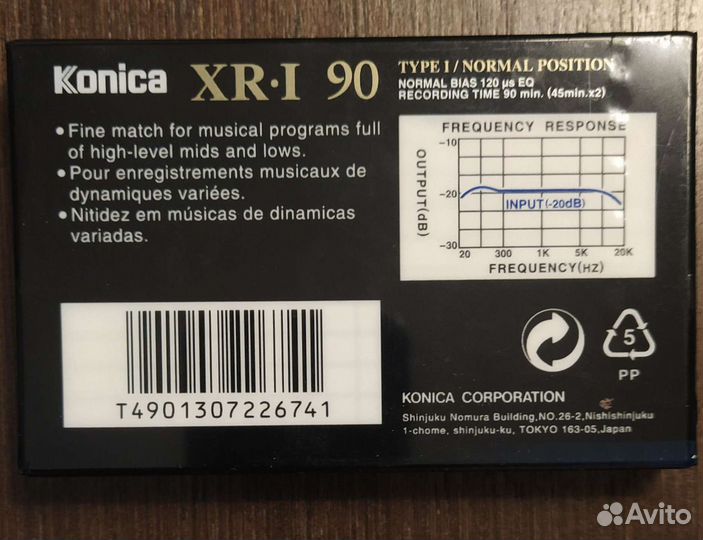 Konica XR·I 90
TYPE I / NORMAL POSITION
NORMAL BIAS 120 µs EQ
RECORDING TIME 90 min. (45min.x2)
•Fine match for musical programs full
of high-level mids and lows.
•Pour enregistrements musicaux de
dynamiques variées.
•Nitidez em músicas de dinamicas
variadas.
FREQUENCY RESPONSE
OUTPUT(dB)
-10
-20
-30
INPUT(-20dB)
20 300 1K 5K 20K
FREQUENCY(HZ)
T4901307226741
5
PP
KONICA CORPORATION
Shinjuku Nomura Building,NO.26-2,Nishishinjuku
1-chome, shinjuku-ku, TOKYO 163-05,Japan
Avito